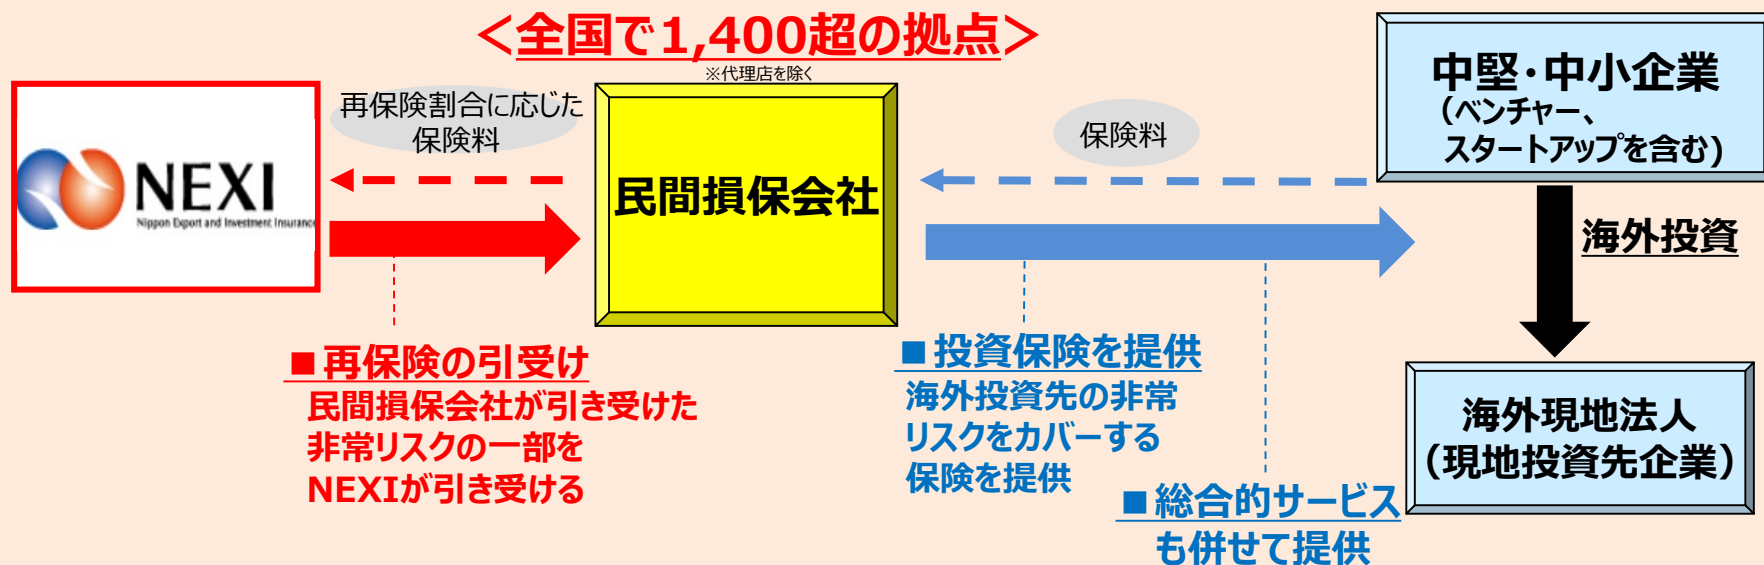 ＜全国で1,400超の拠点＞
※代理店を除く
NEXI
Nippon Export and Investment Insurance
再保険割合に応じた
保険料
民間損保会社
保険料
中堅・中小企業
（ベンチャー、
スタートアップを含む）
海外投資
■再保険の引受け
民間損保会社が引き受けた
非常リスクの一部を
NEXIが引き受ける
■投資保険を提供
海外投資先の非常
リスクをカバーする
保険を提供
■総合的サービス
も併せて提供
海外現地法人
（現地投資先企業）